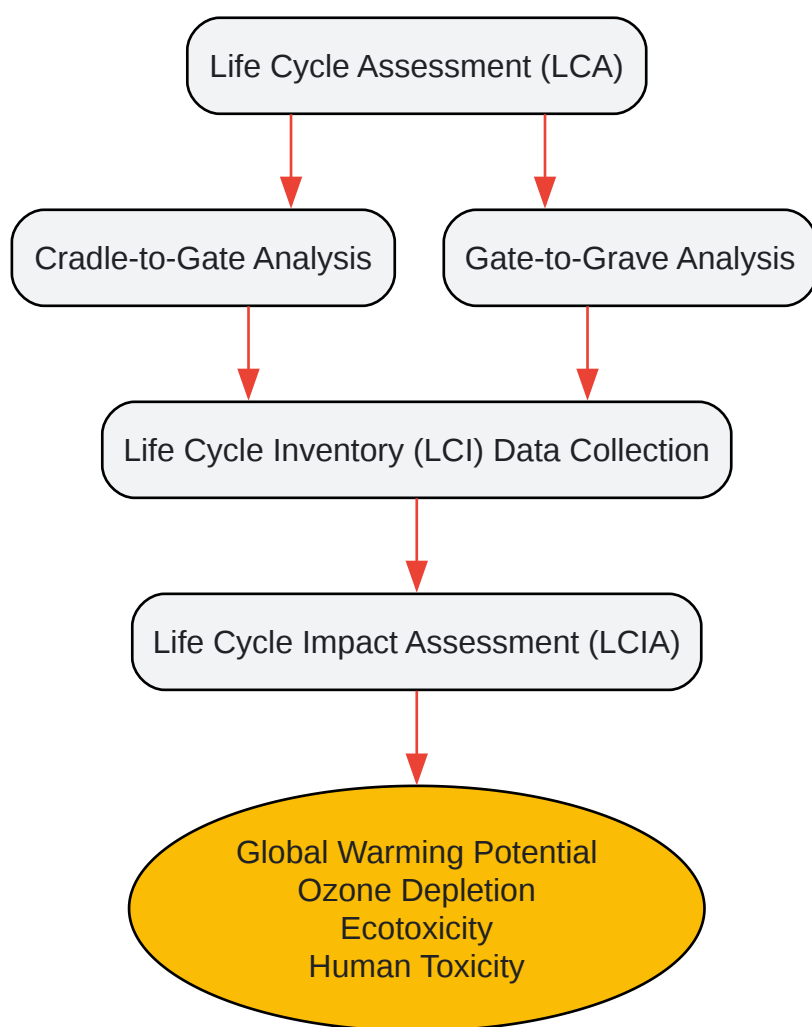 Life Cycle Assessment (LCA)
Cradle-to-Gate Analysis
Gate-to-Grave Analysis
Life Cycle Inventory (LCI) Data Collection
Life Cycle Impact Assessment (LCIA)
Global Warming Potential
Ozone Depletion
Ecotoxicity
Human Toxicity